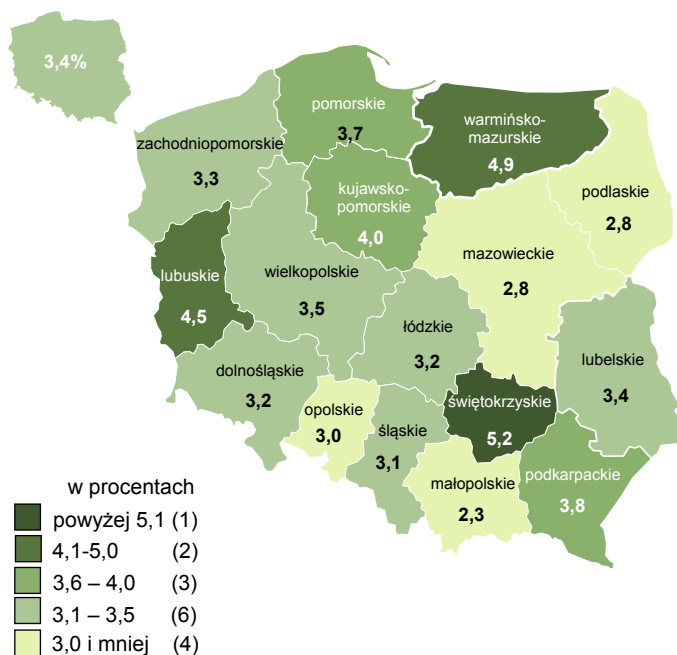 3,4%
pomorskie
3,7
warmińsko-
mazurskie
4,9
zachodniopomorskie
3,3
kujawsko-
pomorskie
4,0
podlaskie
2,8
mazowieckie
2,8
lubuskie
4,5
wielkopolskie
3,5
łódzkie
3,2
lubelskie
3,4
dolnośląskie
3,2
opolskie
3,0
śląskie
3,1
świętokrzyskie
5,2
małopolskie
2,3
podkarpackie
3,8
w procentach
powyżej 5,1 (1)
4,1-5,0 (2)
3,6 – 4,0 (3)
3,1 – 3,5 (6)
3,0 i mniej (4)